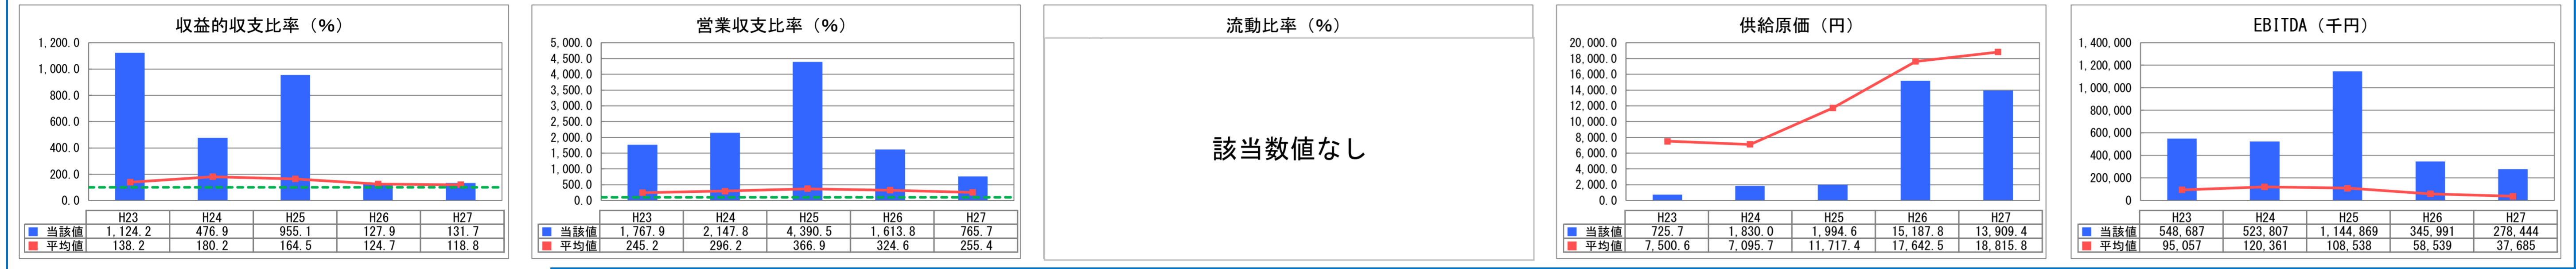 収益的収支比率（％）
1,200.0
1,000.0
800.0
600.0
400.0
200.0
0.0
H23 H24 H25 H26 H27
当該値 1,124.2 476.9 955.1 127.9 131.7
平均値 138.2 180.2 164.5 124.7 118.8
営業収支比率（％）
5,000.0
4,500.0
4,000.0
3,500.0
3,000.0
2,500.0
2,000.0
1,500.0
1,000.0
500.0
0.0
H23 H24 H25 H26 H27
当該値 1,767.9 2,147.8 4,390.5 1,613.8 765.7
平均値 245.2 296.2 366.9 324.6 255.4
流動比率（％）
該当数値なし
供給原価（円）
20,000.0
18,000.0
16,000.0
14,000.0
12,000.0
10,000.0
8,000.0
6,000.0
4,000.0
2,000.0
0.0
H23 H24 H25 H26 H27
当該値 725.7 1,830.0 1,994.6 15,187.8 13,909.4
平均値 7,500.6 7,095.7 11,717.4 17,642.5 18,815.8
EBITDA（千円）
1,400,000
1,200,000
1,000,000
800,000
600,000
400,000
200,000
0
H23 H24 H25 H26 H27
当該値 548,687 523,807 1,144,869 345,991 278,444
平均値 95,057 120,361 108,538 58,539 37,685